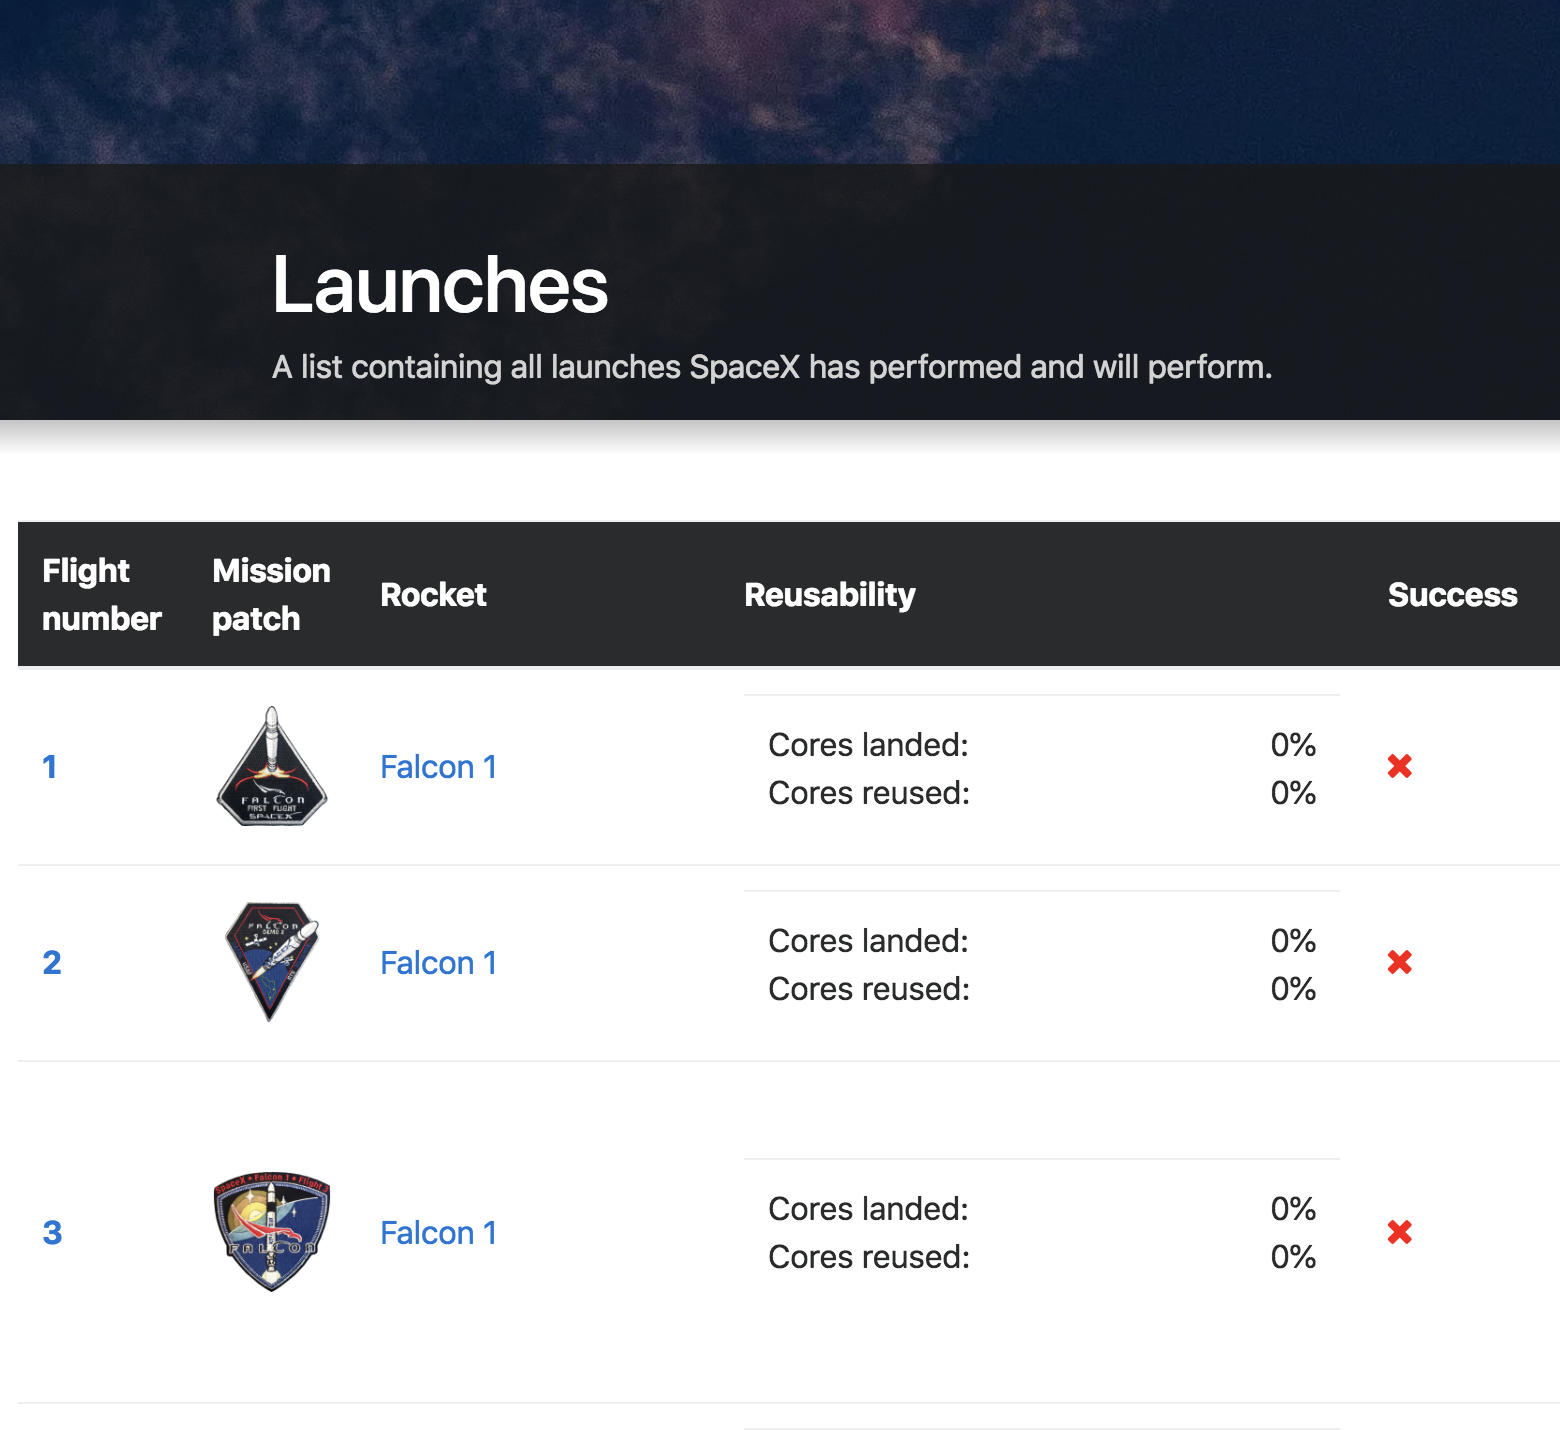 Launches
A list containing all launches SpaceX has performed and will perform.
Flight number
Mission patch
Rocket
Reusability
Success
1
FALCON
FIRST FLIGHT
SPACEX
Falcon 1
Cores landed: 0%
Cores reused: 0%
2
FALCON
DEMO 2
Falcon 1
Cores landed: 0%
Cores reused: 0%
3
SpaceX • Falcon 1 • Flight 3
FALCON
Falcon 1
Cores landed: 0%
Cores reused: 0%